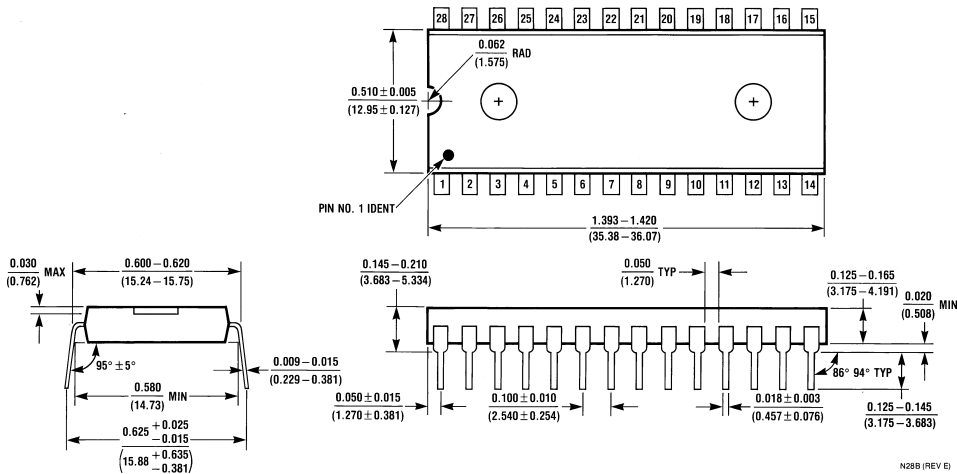 28 27 26 25 24 23 22 21 20 19 18 17 16 15
0.062
(1.575)
RAD
0.510 ± 0.005
(12.95 ± 0.127)
1 2 3 4 5 6 7 8 9 10 11 12 13 14
PIN NO. 1 IDENT
1.393 – 1.420
(35.38 – 36.07)
0.030
(0.762)
MAX
0.600 – 0.620
(15.24 – 15.75)
95° ± 5°
0.009 – 0.015
(0.229 – 0.381)
0.580
(14.73)
MIN
0.625 + 0.025
– 0.015
(15.88 + 0.635
– 0.381)
0.145 – 0.210
(3.683 – 5.334)
0.050
(1.270)
TYP
0.125 – 0.165
(3.175 – 4.191)
0.020
(0.508)
MIN
86° 94° TYP
0.050 ± 0.015
(1.270 ± 0.381)
0.100 ± 0.010
(2.540 ± 0.254)
0.018 ± 0.003
(0.457 ± 0.076)
0.125 – 0.145
(3.175 – 3.683)
N28B (REV E)